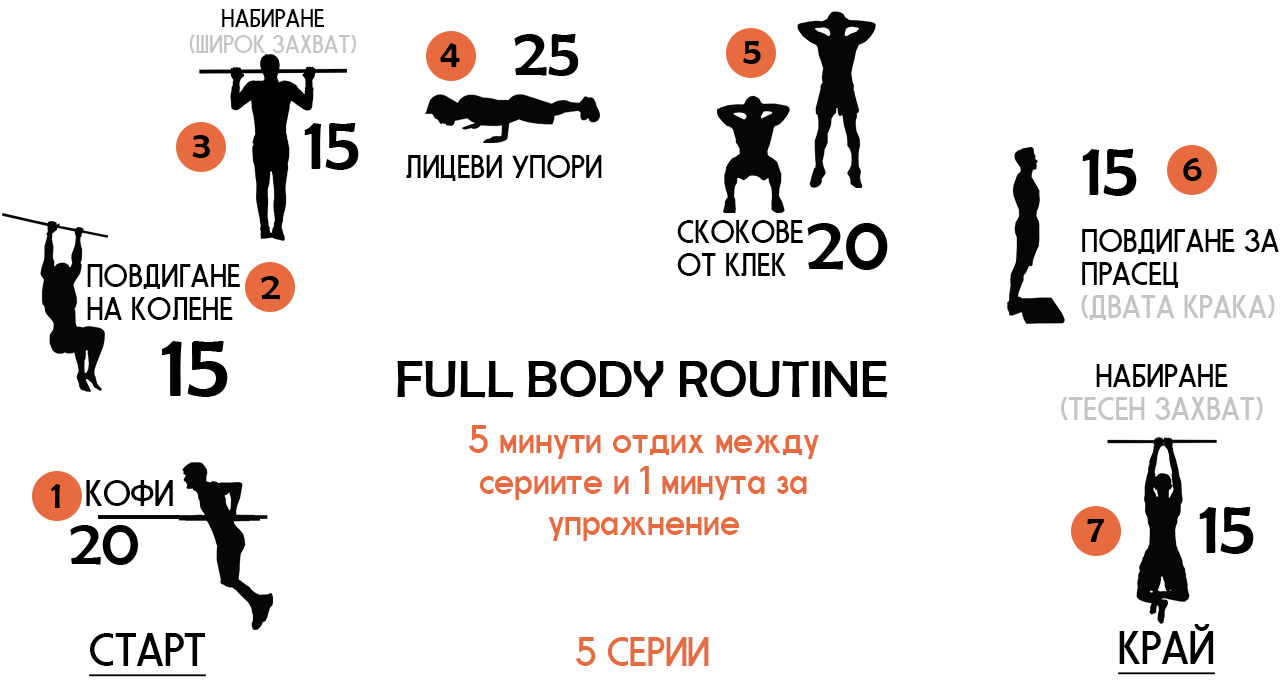 НАБИРАНЕ
(ШИРОК ЗАХВАТ)
3
15
4
25
ЛИЦЕВИ УПОРИ
5
СКОКОВЕ
ОТ КЛЕК
20
15
6
ПОВДИГАНЕ ЗА
ПРАСЕЦ
(ДВАТА КРАКА)
ПОВДИГАНЕ
НА КОЛЕНЕ
2
15
FULL BODY ROUTINE
5 минути отдих между
сериите и 1 минута за
упражнение
НАБИРАНЕ
(ТЕСЕН ЗАХВАТ)
7
15
1
КОФИ
20
СТАРТ
5 СЕРИИ
КРАЙ